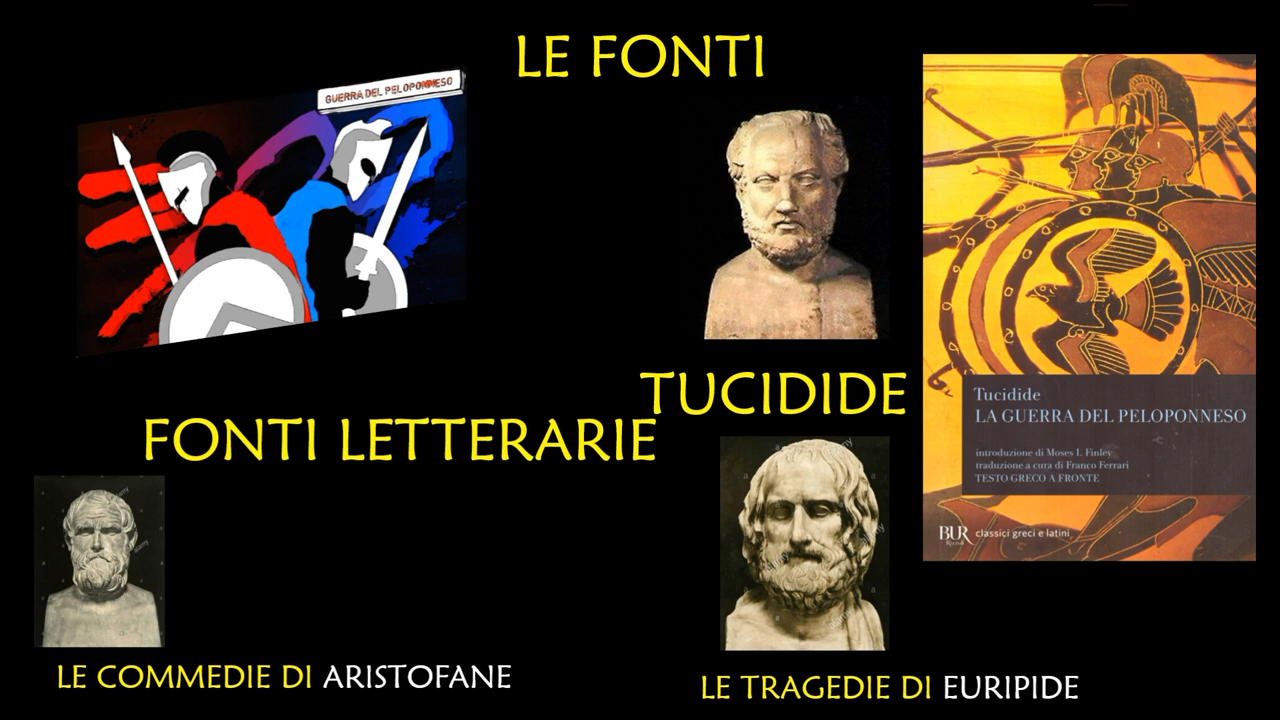 LE FONTI
GUERRA DEL PELOPONNESO
TUCIDIDE
Tucidide
LA GUERRA DEL PELOPONNESO
introduzione di Moses I. Finley
traduzione a cura di Franco Ferrari
TESTO GRECO A FRONTE
BUR classici greci e latini
FONTI LETTERARIE
LE COMMEDIE DI ARISTOFANE
LE TRAGEDIE DI EURIPIDE